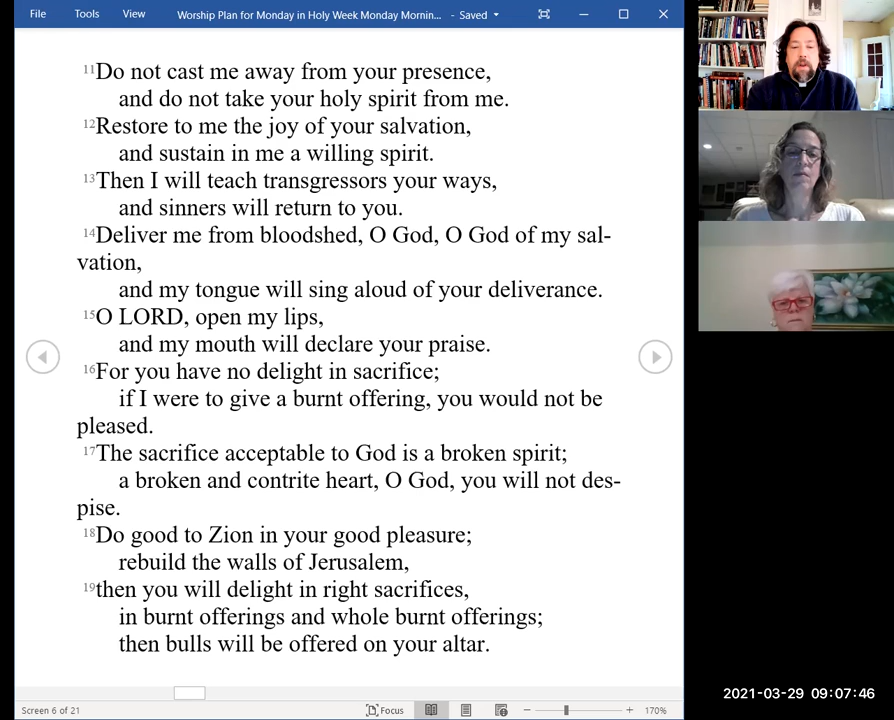 File Tools View Worship Plan for Monday in Holy Week Monday Mornin... - Saved
11Do not cast me away from your presence,
and do not take your holy spirit from me.
12Restore to me the joy of your salvation,
and sustain in me a willing spirit.
13Then I will teach transgressors your ways,
and sinners will return to you.
14Deliver me from bloodshed, O God, O God of my sal-
vation,
and my tongue will sing aloud of your deliverance.
15O LORD, open my lips,
and my mouth will declare your praise.
16For you have no delight in sacrifice;
if I were to give a burnt offering, you would not be
pleased.
17The sacrifice acceptable to God is a broken spirit;
a broken and contrite heart, O God, you will not des-
pise.
18Do good to Zion in your good pleasure;
rebuild the walls of Jerusalem,
19then you will delight in right sacrifices,
in burnt offerings and whole burnt offerings;
then bulls will be offered on your altar.
2021-03-29 09:07:46
Screen 6 of 21 Focus 170%